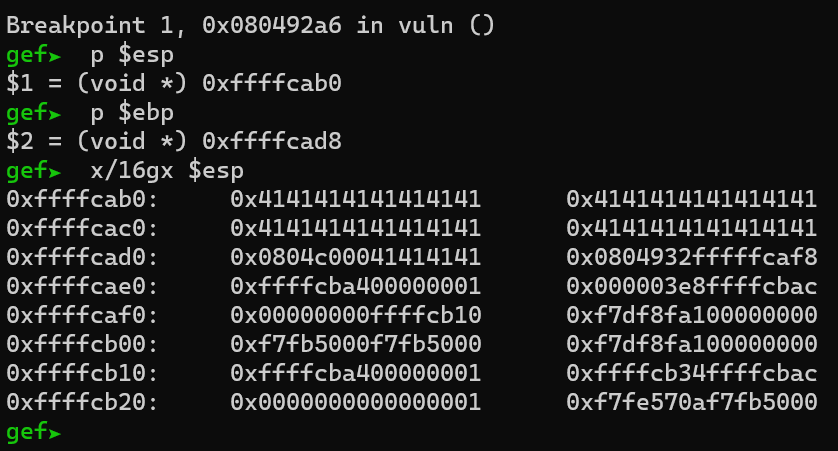 Breakpoint 1, 0x080492a6 in vuln ()
gef➤  p $esp
$1 = (void *) 0xffffcab0
gef➤  p $ebp
$2 = (void *) 0xffffcad8
gef➤  x/16gx $esp
0xffffcab0:     0x4141414141414141      0x4141414141414141
0xffffcac0:     0x4141414141414141      0x4141414141414141
0xffffcad0:     0x0804c00041414141      0x0804932fffffcaf8
0xffffcae0:     0xffffcba400000001      0x000003e8ffffcbac
0xffffcaf0:     0x00000000ffffcb10      0xf7df8fa100000000
0xffffcb00:     0xf7fb5000f7fb5000      0xf7df8fa100000000
0xffffcb10:     0xffffcba400000001      0xffffcb34ffffcbac
0xffffcb20:     0x0000000000000001      0xf7fe570af7fb5000
gef➤